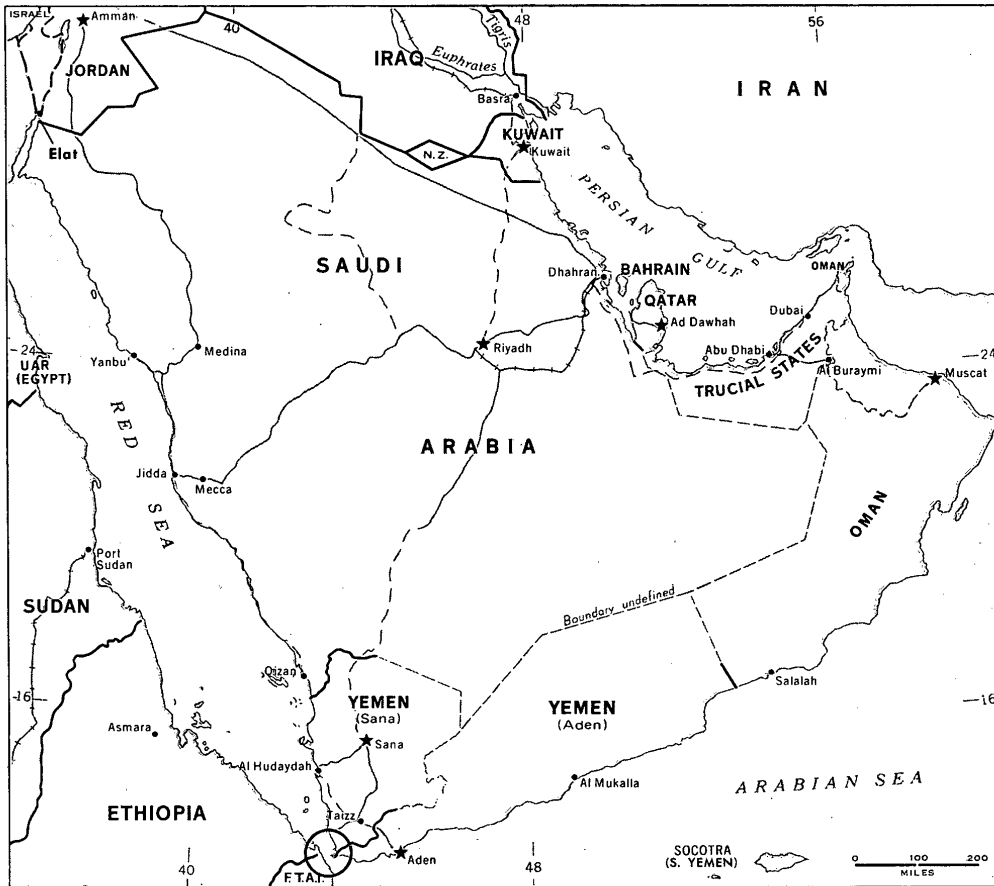 ISRAEL
Amman
40
48
56
JORDAN
IRAQ
Tigris
Euphrates
IRAN
Basra
Elat
KUWAIT
Kuwait
N.Z.
PERSIAN
GULF
SAUDI
Dhahran
BAHRAIN
OMAN
QATAR
Ad Dawhah
Dubai
24
UAR
(EGYPT)
Yanbu
Medina
Riyadh
Abu Dhabi
TRUCIAL STATES
Al Buraymi
24
Muscat
RED
SEA
ARABIA
Jidda
Mecca
OMAN
Port
Sudan
SUDAN
Boundary undefined
Qizan
16
YEMEN
(Sana)
YEMEN
(Aden)
Salalah
16
Asmara
Sana
Al Hudaydah
Al Mukalla
ARABIAN SEA
ETHIOPIA
Taizz
Aden
F.T.A.I.
40
48
SOCOTRA
(S. YEMEN)
0 100 200
MILES